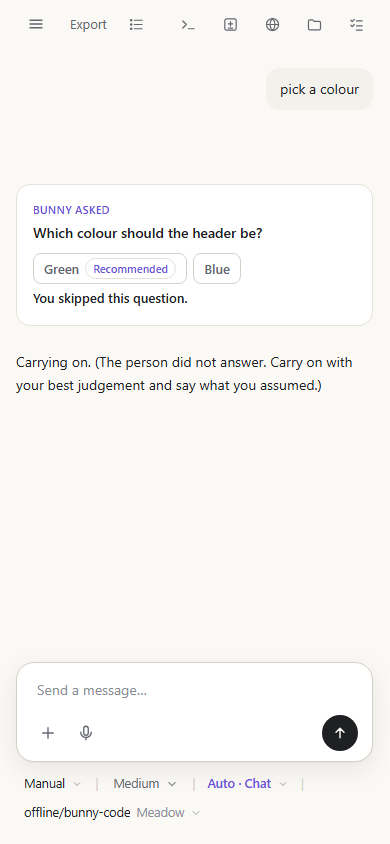 Export
pick a colour
BUNNY ASKED
Which colour should the header be?
Green Recommended Blue
You skipped this question.
Carrying on. (The person did not answer. Carry on with
your best judgement and say what you assumed.)
Send a message...
Manual Medium Auto · Chat
offline/bunny-code Meadow